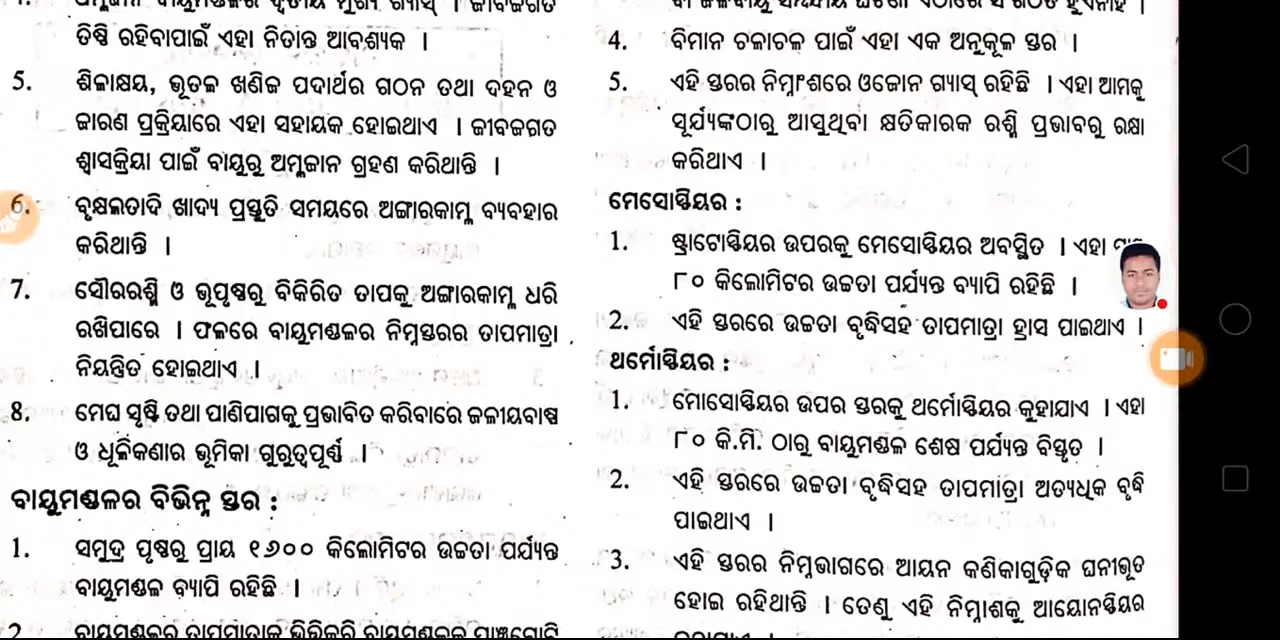 ତିଷ୍ଠି ରହିବାପାଇଁ ଏହା ନିତାନ୍ତ ଆବଶ୍ୟକ ।
5. ଶିଳାକ୍ଷୟ, ଭୂତଳ ଖଣିଜ ପଦାର୍ଥର ଗଠନ ତଥା ଦହନ ଓ
ଜାରଣ ପ୍ରକ୍ରିୟାରେ ଏହା ସହାୟକ ହୋଇଥାଏ । ଜୀବଜଗତ
ଶ୍ୱାସକ୍ରିୟା ପାଇଁ ବାୟୁରୁ ଅମ୍ଳଜାନ ଗ୍ରହଣ କରିଥାନ୍ତି ।
6. ବୃକ୍ଷଲତାଦି ଖାଦ୍ୟ ପ୍ରସ୍ତୁତି ସମୟରେ ଅଙ୍ଗାରକାମ୍ଳ ବ୍ୟବହାର
କରିଥାନ୍ତି ।
7. ସୌରରଶ୍ମି ଓ ଭୂପୃଷ୍ଠରୁ ବିକିରିତ ତାପକୁ ଅଙ୍ଗାରକାମ୍ଳ ଧରି
ରଖିପାରେ । ଫଳରେ ବାୟୁମଣ୍ଡଳର ନିମ୍ନସ୍ତରର ତାପମାତ୍ରା
ନିୟନ୍ତ୍ରିତ ହୋଇଥାଏ ।
8. ମେଘ ସୃଷ୍ଟି ତଥା ପାଣିପାଗକୁ ପ୍ରଭାବିତ କରିବାରେ ଜଳୀୟବାଷ୍ପ
ଓ ଧୂଳିକଣାର ଭୂମିକା ଗୁରୁତ୍ୱପୂର୍ଣ୍ଣ ।
ବାୟୁମଣ୍ଡଳର ବିଭିନ୍ନ ସ୍ତର :
1. ସମୁଦ୍ର ପୃଷ୍ଠରୁ ପ୍ରାୟ ୧୬୦୦ କିଲୋମିଟର ଉଚ୍ଚତା ପର୍ଯ୍ୟନ୍ତ
ବାୟୁମଣ୍ଡଳ ବ୍ୟାପି ରହିଛି ।
2.
4. ବିମାନ ଚଳାଚଳ ପାଇଁ ଏହା ଏକ ଅନୁକୂଳ ସ୍ତର ।
5. ଏହି ସ୍ତରର ନିମ୍ନାଂଶରେ ଓଜୋନ ଗ୍ୟାସ୍ ରହିଛି । ଏହା ଆମକୁ
ସୂର୍ଯ୍ୟଙ୍କଠାରୁ ଆସୁଥିବା କ୍ଷତିକାରକ ରଶ୍ମି ପ୍ରଭାବରୁ ରକ୍ଷା
କରିଥାଏ ।
ମେସୋସ୍ଫିୟର :
1. ଷ୍ଟ୍ରାଟୋସ୍ଫିୟର ଉପରକୁ ମେସୋସ୍ଫିୟର ଅବସ୍ଥିତ । ଏହା
୮୦ କିଲୋମିଟର ଉଚ୍ଚତା ପର୍ଯ୍ୟନ୍ତ ବ୍ୟାପି ରହିଛି ।
2. ଏହି ସ୍ତରରେ ଉଚ୍ଚତା ବୃଦ୍ଧିସହ ତାପମାତ୍ରା ହ୍ରାସ ପାଇଥାଏ ।
ଥର୍ମୋସ୍ଫିୟର :
1. ମୋସୋସ୍ଫିୟର ଉପର ସ୍ତରକୁ ଥର୍ମୋସ୍ଫିୟର କୁହାଯାଏ । ଏହା
୮୦ କି.ମି. ଠାରୁ ବାୟୁମଣ୍ଡଳ ଶେଷ ପର୍ଯ୍ୟନ୍ତ ବିସ୍ତୃତ ।
2. ଏହି ସ୍ତରରେ ଉଚ୍ଚତା ବୃଦ୍ଧିସହ ତାପମାତ୍ରା ଅତ୍ୟଧିକ ବୃଦ୍ଧି
ପାଇଥାଏ ।
3. ଏହି ସ୍ତରର ନିମ୍ନଭାଗରେ ଆୟନ କଣିକାଗୁଡ଼ିକ ଘନୀଭୂତ
ହୋଇ ରହିଥାନ୍ତି । ତେଣୁ ଏହି ନିମ୍ନାଶକୁ ଆୟୋନସ୍ଫିୟର